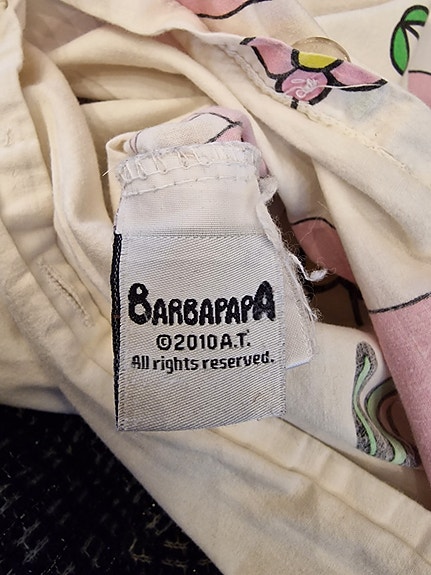 BARBAPAPA
©2010 A.T.
All rights reserved.